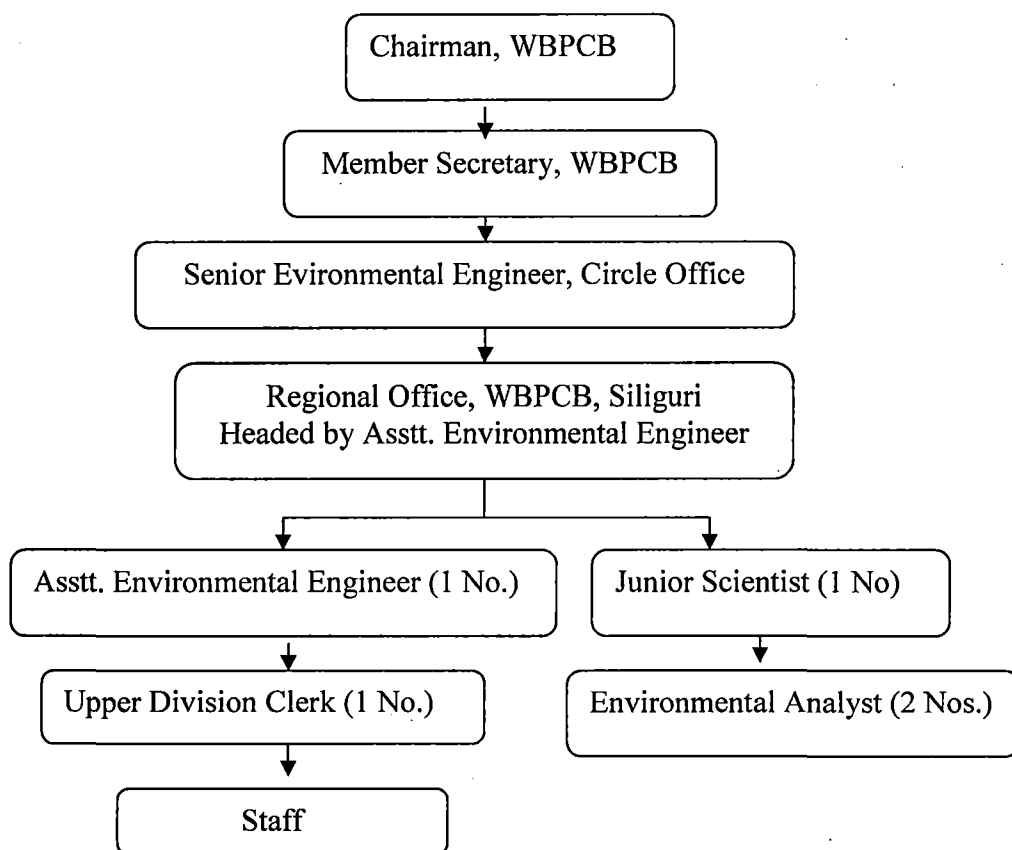 Chairman, WBPCB
Member Secretary, WBPCB
Senior Evironmental Engineer, Circle Office
Regional Office, WBPCB, Siliguri
Headed by Asstt. Environmental Engineer
Asstt. Environmental Engineer (1 No.)
Junior Scientist (1 No)
Upper Division Clerk (1 No.)
Environmental Analyst (2 Nos.)
Staff